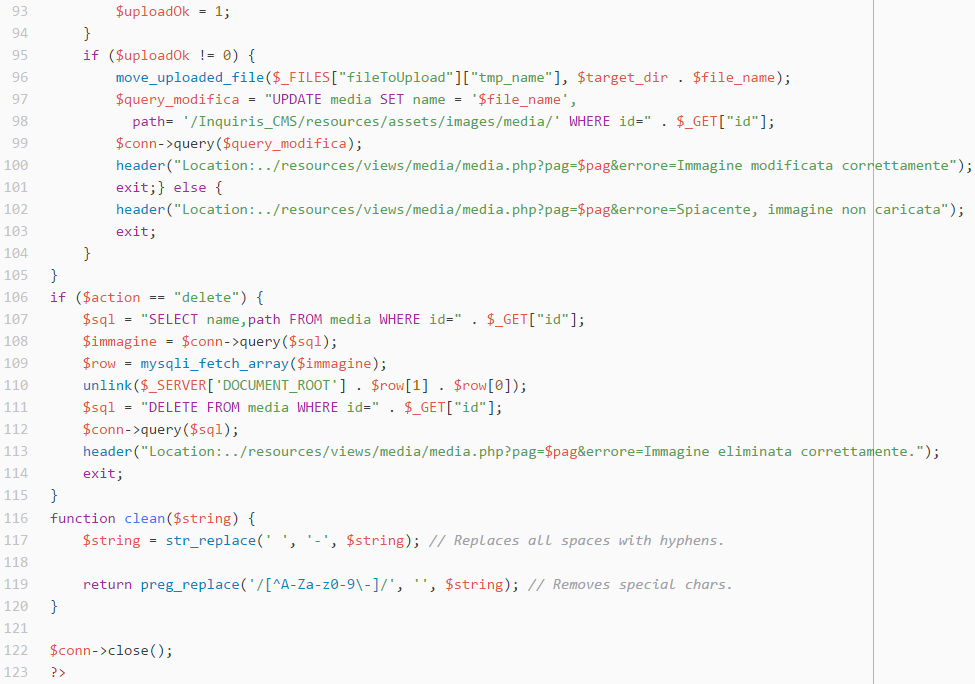 93 $uploadOk = 1;
94 }
95 if ($uploadOk != 0) {
96 move_uploaded_file($_FILES["fileToUpload"]["tmp_name"], $target_dir . $file_name);
97 $query_modifica = "UPDATE media SET name = '$file_name',
98 path= '/Inquiris_CMS/resources/assets/images/media/' WHERE id=" . $_GET["id"];
99 $conn->query($query_modifica);
100 header("Location:../resources/views/media/media.php?pag=$pag&errore=Immagine modificata correttamente");
101 exit;} else {
102 header("Location:../resources/views/media/media.php?pag=$pag&errore=Spiacente, immagine non caricata");
103 exit;
104 }
105 }
106 if ($action == "delete") {
107 $sql = "SELECT name,path FROM media WHERE id=" . $_GET["id"];
108 $immagine = $conn->query($sql);
109 $row = mysqli_fetch_array($immagine);
110 unlink($_SERVER['DOCUMENT_ROOT'] . $row[1] . $row[0]);
111 $sql = "DELETE FROM media WHERE id=" . $_GET["id"];
112 $conn->query($sql);
113 header("Location:../resources/views/media/media.php?pag=$pag&errore=Immagine eliminata correttamente.");
114 exit;
115 }
116 function clean($string) {
117 $string = str_replace(' ', '-', $string); // Replaces all spaces with hyphens.
118
119 return preg_replace('/[^A-Za-z0-9\-]/', '', $string); // Removes special chars.
120 }
121
122 $conn->close();
123 ?>